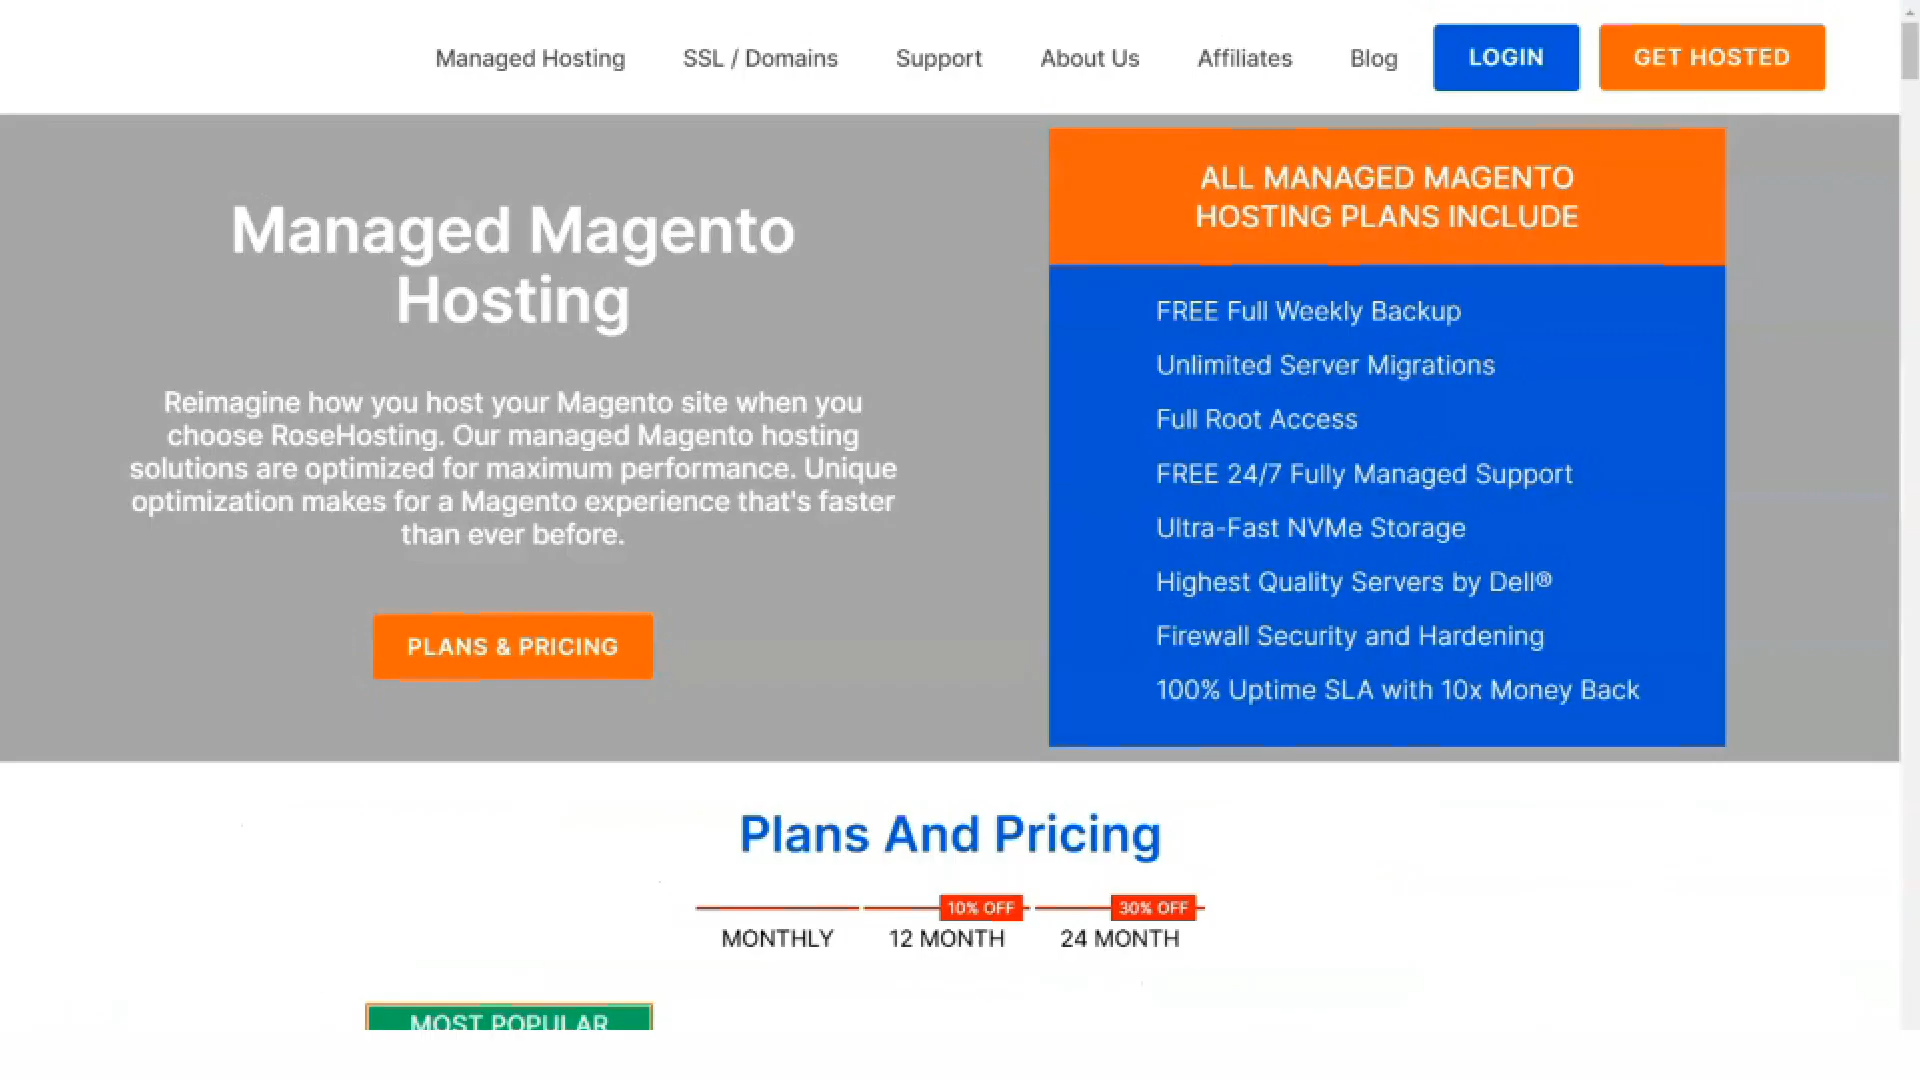 Managed Hosting
SSL / Domains
Support
About Us
Affiliates
Blog
LOGIN
GET HOSTED
Managed Magento
Hosting
Reimagine how you host your Magento site when you
choose RoseHosting. Our managed Magento hosting
solutions are optimized for maximum performance. Unique
optimization makes for a Magento experience that's faster
than ever before.
PLANS & PRICING
ALL MANAGED MAGENTO
HOSTING PLANS INCLUDE
FREE Full Weekly Backup
Unlimited Server Migrations
Full Root Access
FREE 24/7 Fully Managed Support
Ultra-Fast NVMe Storage
Highest Quality Servers by Dell®
Firewall Security and Hardening
100% Uptime SLA with 10x Money Back
Plans And Pricing
10% OFF
30% OFF
MONTHLY
12 MONTH
24 MONTH
MOST POPULAR